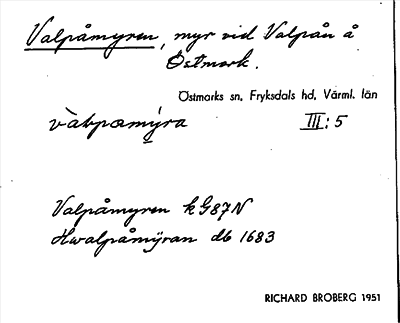 Valpåmyren, myr vid Valpån å
Östmark.
Östmarks sn, Fryksdals hd, Värml. län
III: 5
Valpåmyren k G87N
Hwalpåmÿran db 1683
RICHARD BROBERG 1951